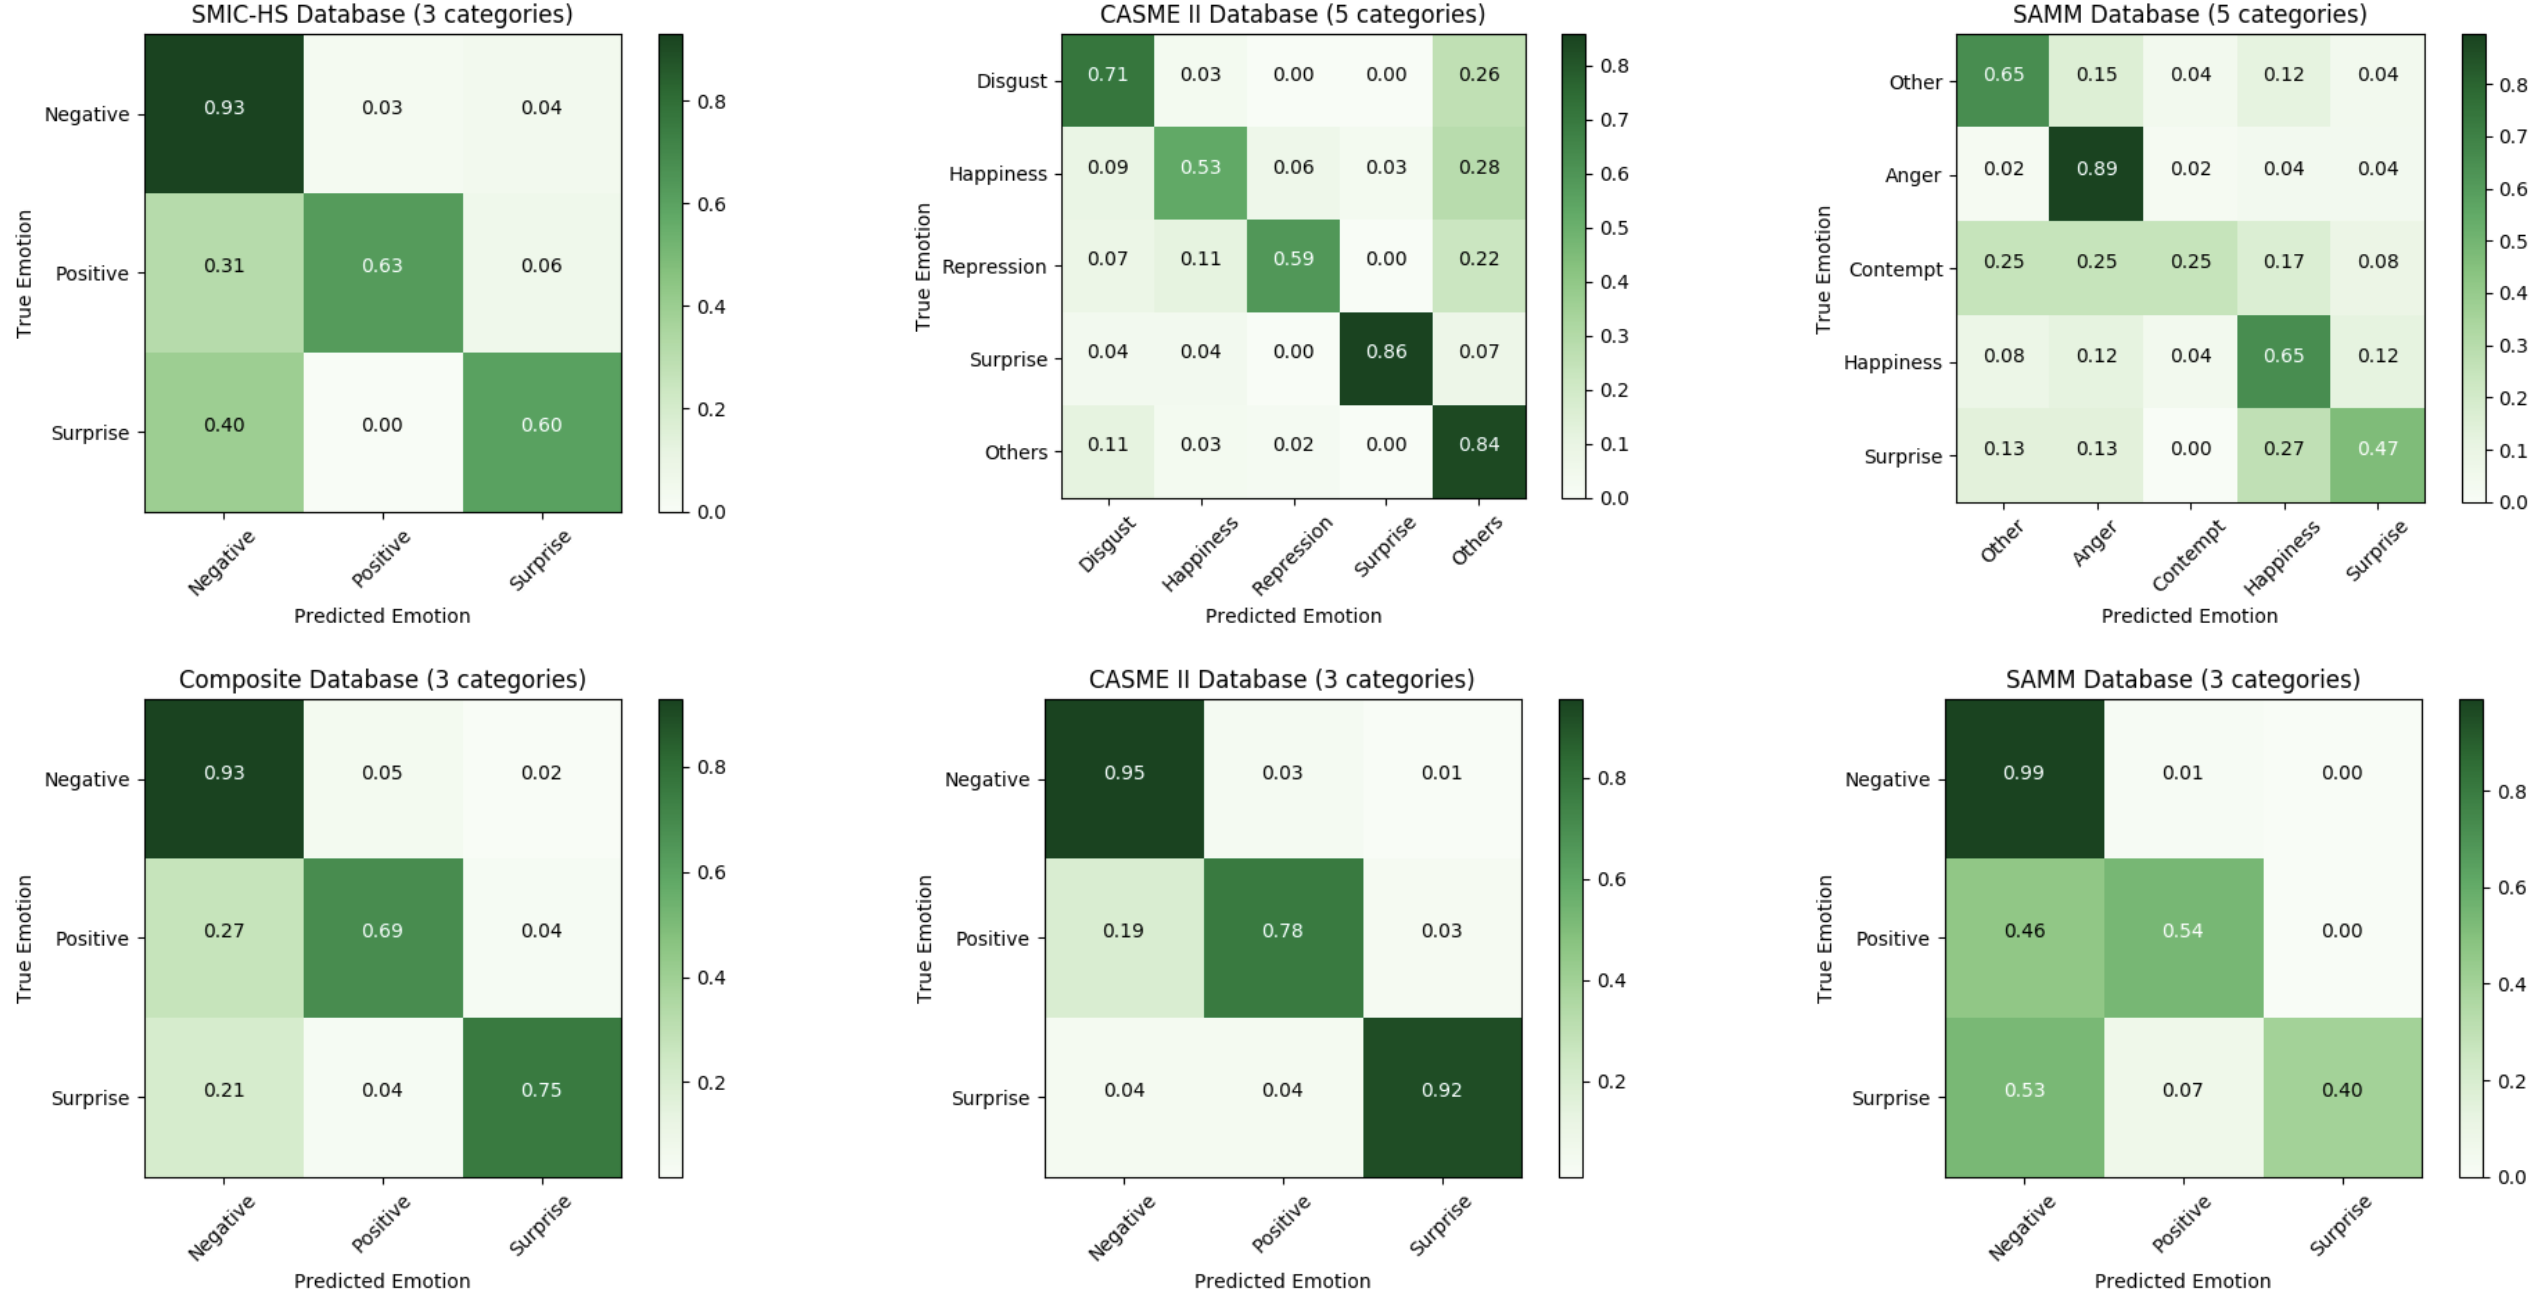 SMIC-HS Database (3 categories)
True Emotion
Negative 0.93 0.03 0.04
Positive 0.31 0.63 0.06
Surprise 0.40 0.00 0.60
Negative Positive Surprise
Predicted Emotion
0.8
0.6
0.4
0.2
0.0
CASME II Database (5 categories)
True Emotion
Disgust 0.71 0.03 0.00 0.00 0.26
Happiness 0.09 0.53 0.06 0.03 0.28
Repression 0.07 0.11 0.59 0.00 0.22
Surprise 0.04 0.04 0.00 0.86 0.07
Others 0.11 0.03 0.02 0.00 0.84
Disgust Happiness Repression Surprise Others
Predicted Emotion
0.8
0.7
0.6
0.5
0.4
0.3
0.2
0.1
0.0
SAMM Database (5 categories)
True Emotion
Other 0.65 0.15 0.04 0.12 0.04
Anger 0.02 0.89 0.02 0.04 0.04
Contempt 0.25 0.25 0.25 0.17 0.08
Happiness 0.08 0.12 0.04 0.65 0.12
Surprise 0.13 0.13 0.00 0.27 0.47
Other Anger Contempt Happiness Surprise
Predicted Emotion
0.8
0.7
0.6
0.5
0.4
0.3
0.2
0.1
0.0
Composite Database (3 categories)
True Emotion
Negative 0.93 0.05 0.02
Positive 0.27 0.69 0.04
Surprise 0.21 0.04 0.75
Negative Positive Surprise
Predicted Emotion
0.8
0.6
0.4
0.2
CASME II Database (3 categories)
True Emotion
Negative 0.95 0.03 0.01
Positive 0.19 0.78 0.03
Surprise 0.04 0.04 0.92
Negative Positive Surprise
Predicted Emotion
0.8
0.6
0.4
0.2
SAMM Database (3 categories)
True Emotion
Negative 0.99 0.01 0.00
Positive 0.46 0.54 0.00
Surprise 0.53 0.07 0.40
Negative Positive Surprise
Predicted Emotion
0.8
0.6
0.4
0.2
0.0